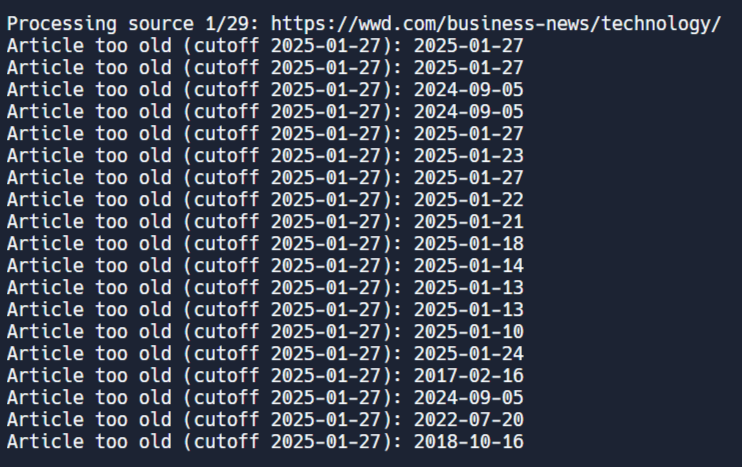 Processing source 1/29: https://wwd.com/business-news/technology/
Article too old (cutoff 2025-01-27): 2025-01-27
Article too old (cutoff 2025-01-27): 2025-01-27
Article too old (cutoff 2025-01-27): 2024-09-05
Article too old (cutoff 2025-01-27): 2024-09-05
Article too old (cutoff 2025-01-27): 2025-01-27
Article too old (cutoff 2025-01-27): 2025-01-23
Article too old (cutoff 2025-01-27): 2025-01-27
Article too old (cutoff 2025-01-27): 2025-01-22
Article too old (cutoff 2025-01-27): 2025-01-21
Article too old (cutoff 2025-01-27): 2025-01-18
Article too old (cutoff 2025-01-27): 2025-01-14
Article too old (cutoff 2025-01-27): 2025-01-13
Article too old (cutoff 2025-01-27): 2025-01-13
Article too old (cutoff 2025-01-27): 2025-01-10
Article too old (cutoff 2025-01-27): 2025-01-24
Article too old (cutoff 2025-01-27): 2017-02-16
Article too old (cutoff 2025-01-27): 2024-09-05
Article too old (cutoff 2025-01-27): 2022-07-20
Article too old (cutoff 2025-01-27): 2018-10-16